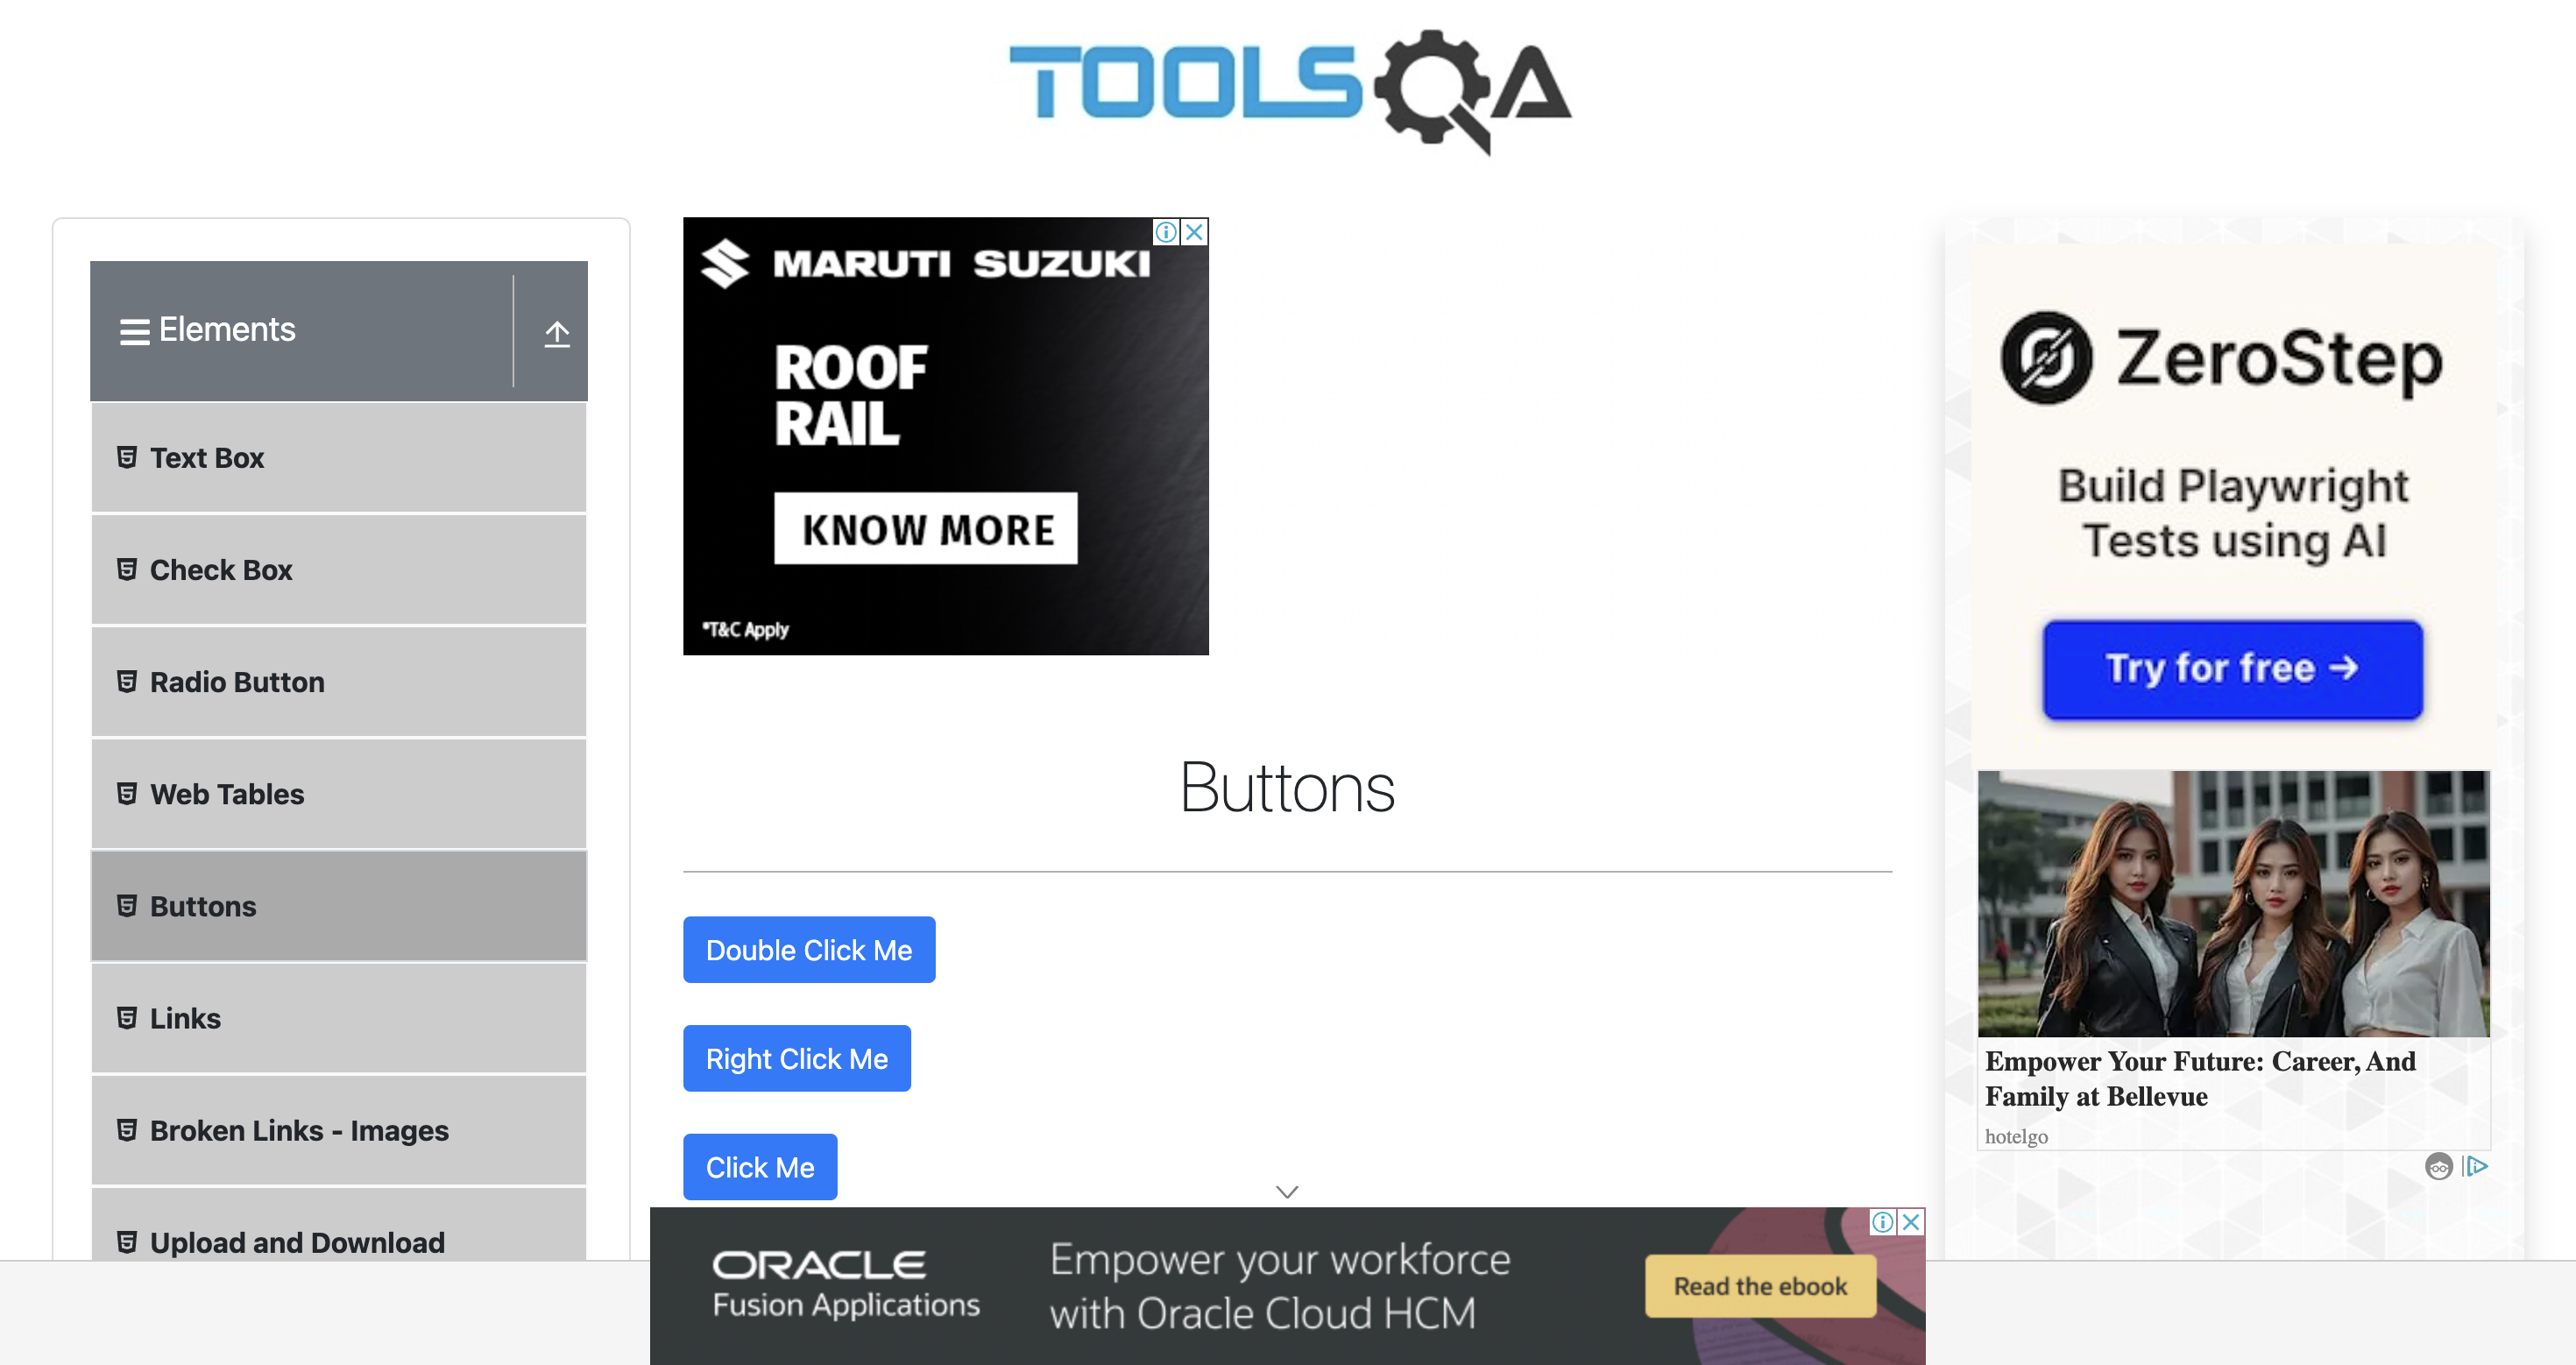 TOOLSQA
Elements
Text Box
Check Box
Radio Button
Web Tables
Buttons
Links
Broken Links - Images
Upload and Download
MARUTI SUZUKI
ROOF
RAIL
KNOW MORE
*T&C Apply
Buttons
Double Click Me
Right Click Me
Click Me
ZeroStep
Build Playwright
Tests using AI
Try for free →
Empower Your Future: Career, And
Family at Bellevue
hotelgo
ORACLE
Fusion Applications
Empower your workforce
with Oracle Cloud HCM
Read the ebook